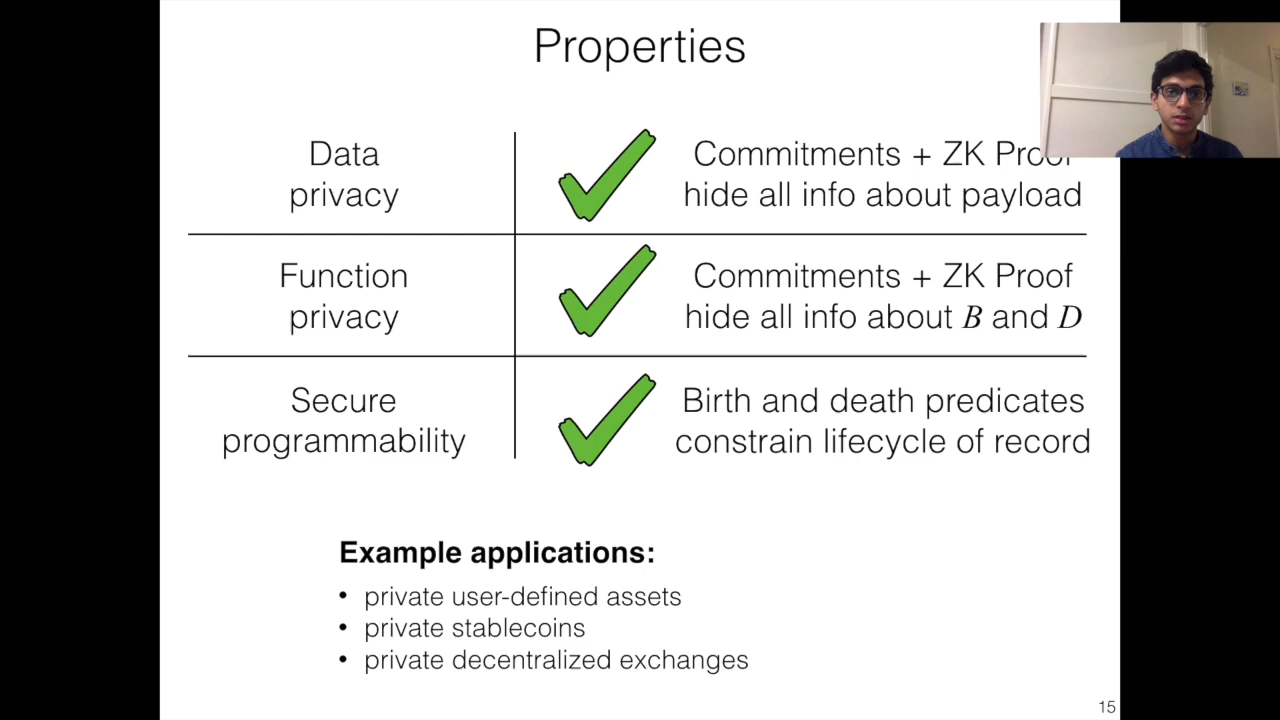 Properties
Data
privacy
Commitments + ZK Proof
hide all info about payload
Function
privacy
Commitments + ZK Proof
hide all info about B and D
Secure
programmability
Birth and death predicates
constrain lifecycle of record
Example applications:
• private user-defined assets
• private stablecoins
• private decentralized exchanges
15